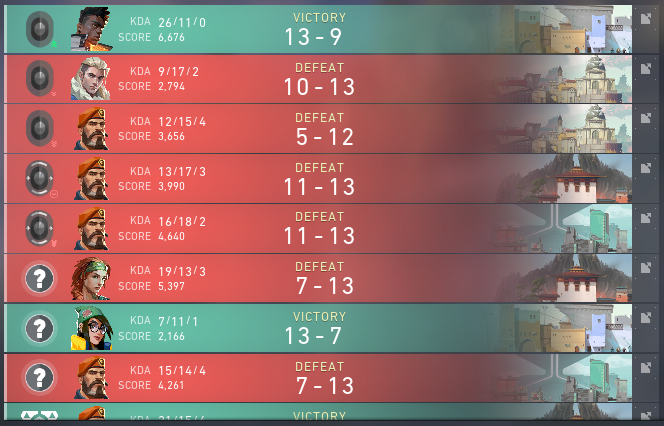 KDA 26/11/0
SCORE 6,676
VICTORY
13-9
KDA 9/17/2
SCORE 2,794
DEFEAT
10-13
KDA 12/15/4
SCORE 3,656
DEFEAT
5-12
KDA 13/17/3
SCORE 3,990
DEFEAT
11-13
KDA 16/18/2
SCORE 4,640
DEFEAT
11-13
?
KDA 19/13/3
SCORE 5,397
DEFEAT
7-13
?
KDA 7/11/1
SCORE 2,166
VICTORY
13-7
?
KDA 15/14/4
SCORE 4,261
DEFEAT
7-13
VICTORY